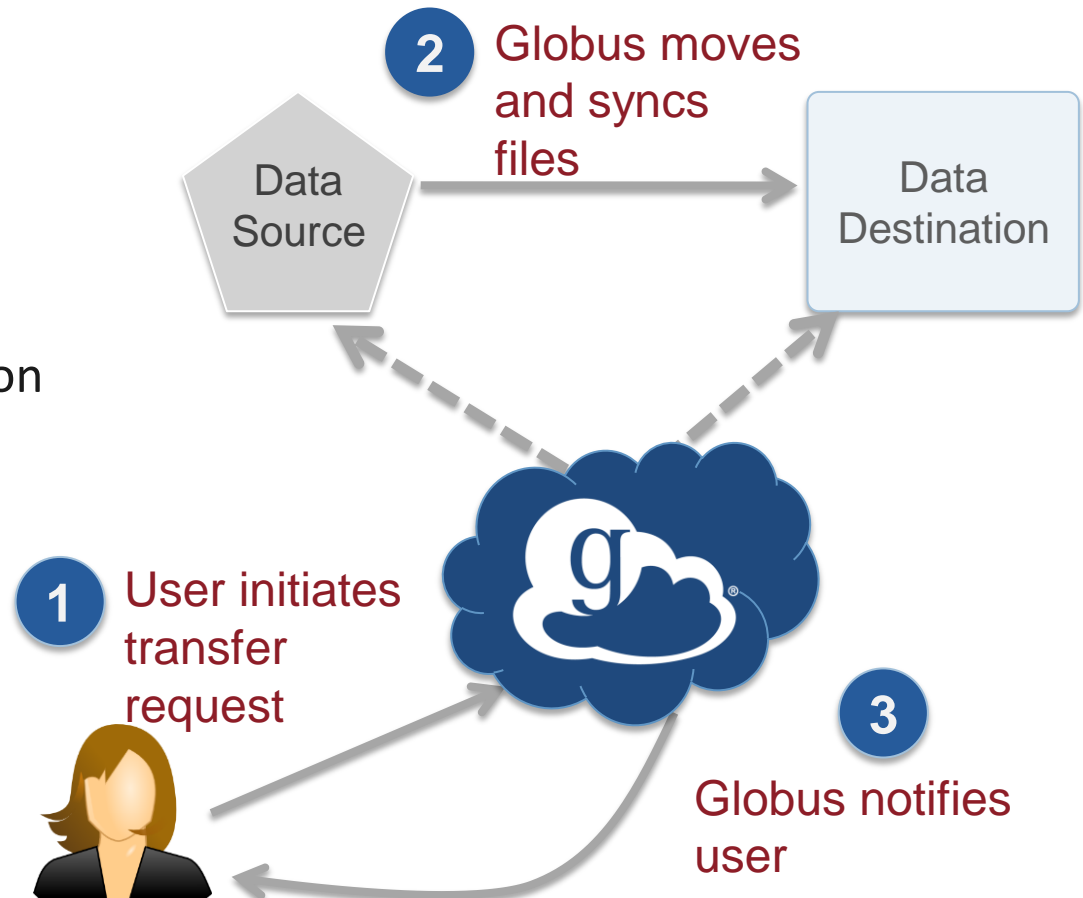 2
Globus moves
and syncs
files
Data
Source
Data
Destination
on
g
®
1
User initiates
transfer
request
3
Globus notifies
user